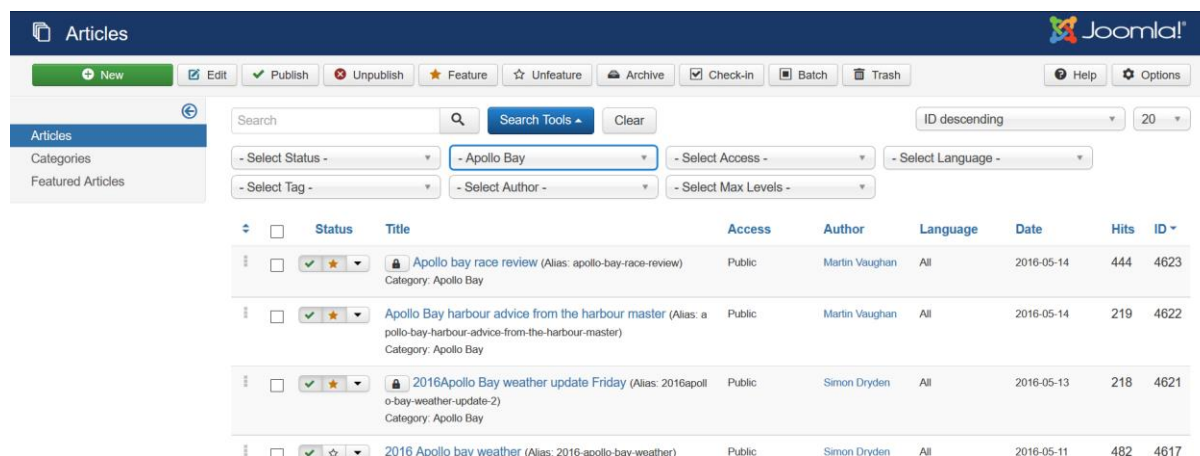 Articles
Joomla!®
New Edit Publish Unpublish Feature Unfeature Archive Check-in Batch Trash Help Options
Articles
Categories
Featured Articles
Search Search Tools Clear ID descending 20
- Select Status - - Apollo Bay - Select Access - - Select Language -
- Select Tag - - Select Author - - Select Max Levels -
Status Title Access Author Language Date Hits ID
Apollo bay race review (Alias: apollo-bay-race-review) Public Martin Vaughan All 2016-05-14 444 4623
Category: Apollo Bay
Apollo Bay harbour advice from the harbour master (Alias: a Public Martin Vaughan All 2016-05-14 219 4622
pollo-bay-harbour-advice-from-the-harbour-master)
Category: Apollo Bay
2016Apollo Bay weather update Friday (Alias: 2016apoll Public Simon Dryden All 2016-05-13 218 4621
o-bay-weather-update-2)
Category: Apollo Bay
2016 Apollo bay weather (Alias: 2016-apollo-bay-weather) Public Simon Dryden All 2016-05-11 482 4617